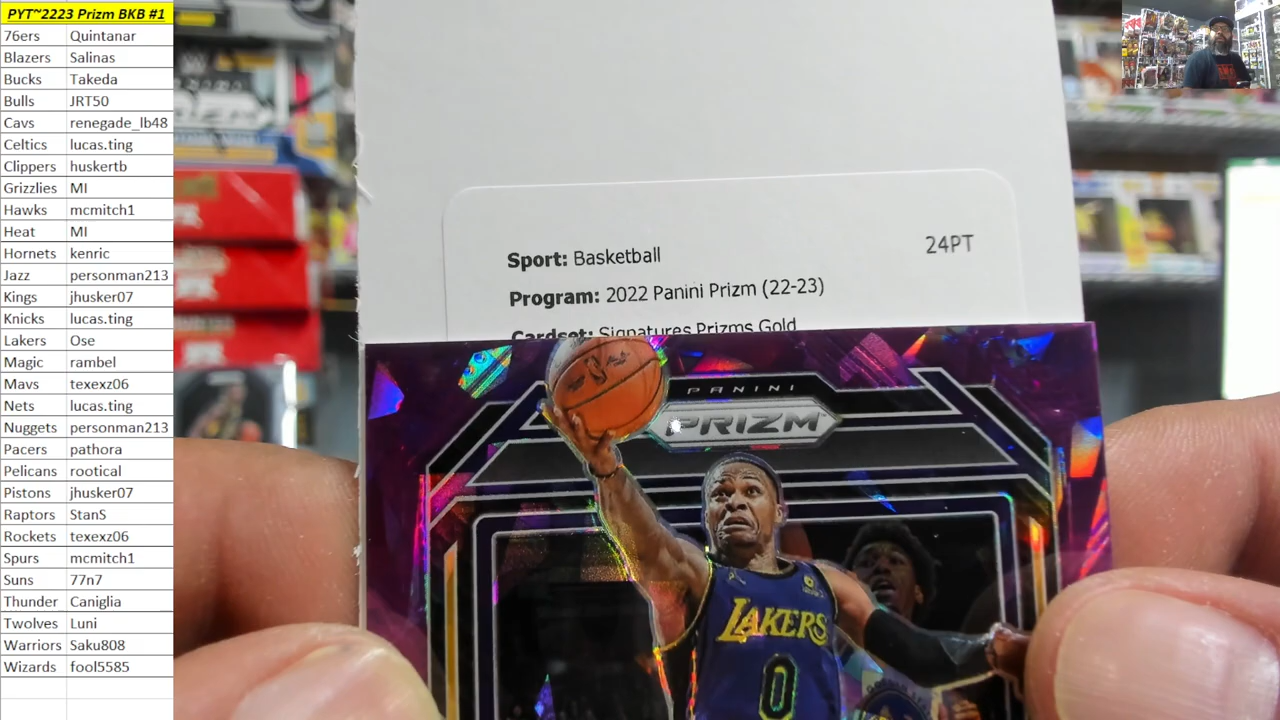 PYT~2223 Prizm BKB #1
76ers Quintanar
Blazers Salinas
Bucks Takeda
Bulls JRT50
Cavs renegade_lb48
Celtics lucas.ting
Clippers huskertb
Grizzlies MI
Hawks mcmitch1
Heat MI
Hornets kenric
Jazz personman213
Kings jhusker07
Knicks lucas.ting
Lakers Ose
Magic rambel
Mavs texexz06
Nets lucas.ting
Nuggets personman213
Pacers pathora
Pelicans rootical
Pistons jhusker07
Raptors StanS
Rockets texexz06
Spurs mcmitch1
Suns 77n7
Thunder Caniglia
Twolves Luni
Warriors Saku808
Wizards fool5585
Sport: Basketball
24PT
Program: 2022 Panini Prizm (22-23)
Cardset: Signatures Prizms Gold
PANINI
PRIZM
LAKERS
0